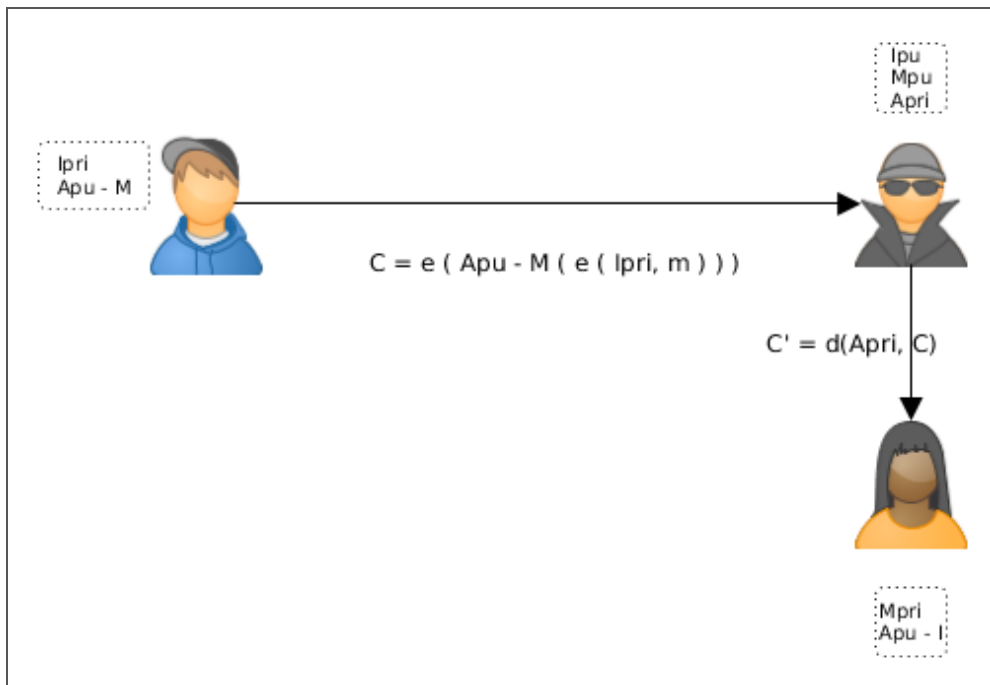 Ipu
Mpu
Apri
Ipri
Apu - M
C = e ( Apu - M ( e ( Ipri, m ) ) )
C' = d(Apri, C)
Mpri
Apu - I